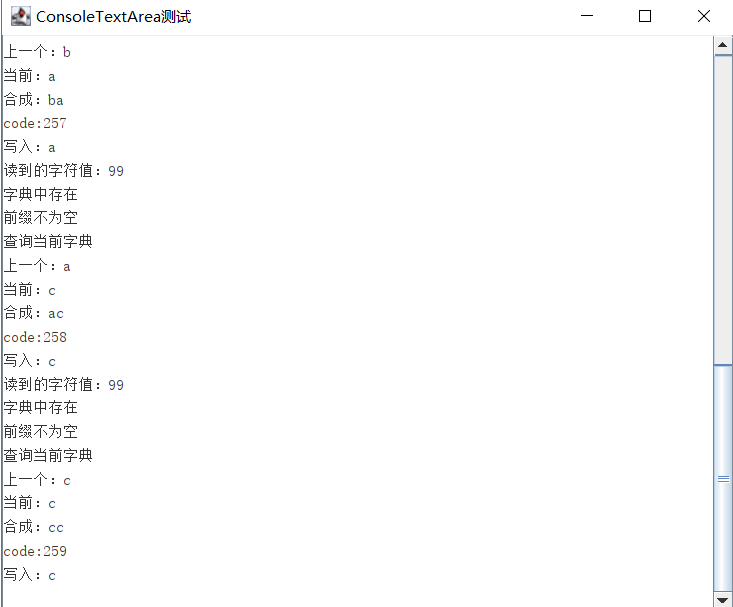 ConsoleTextArea测试
上一个：b
当前：a
合成：ba
code:257
写入：a
读到的字符值：99
字典中存在
前缀不为空
查询当前字典
上一个：a
当前：c
合成：ac
code:258
写入：c
读到的字符值：99
字典中存在
前缀不为空
查询当前字典
上一个：c
当前：c
合成：cc
code:259
写入：c